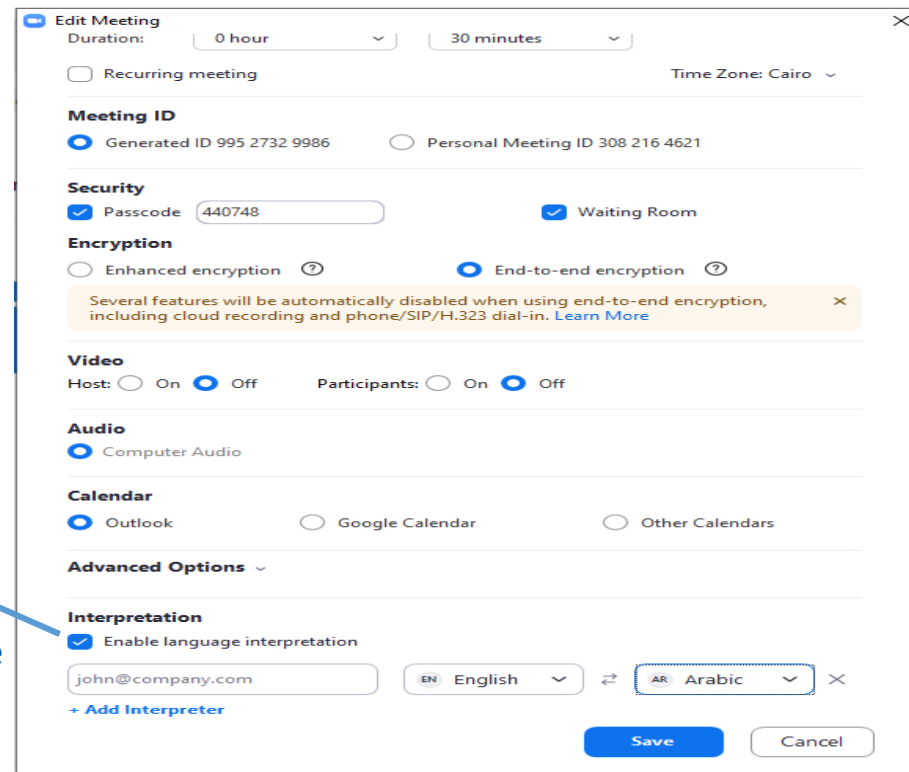 Edit Meeting
Duration: 0 hour 30 minutes
Recurring meeting Time Zone: Cairo
Meeting ID
Generated ID 995 2732 9986 Personal Meeting ID 308 216 4621
Security
Passcode 440748 Waiting Room
Encryption
Enhanced encryption ? End-to-end encryption ?
Several features will be automatically disabled when using end-to-end encryption,
including cloud recording and phone/SIP/H.323 dial-in. Learn More
Video
Host: On Off Participants: On Off
Audio
Computer Audio
Calendar
Outlook Google Calendar Other Calendars
Advanced Options
Interpretation
Enable language interpretation
john@company.com EN English AR Arabic
+ Add Interpreter
Save Cancel